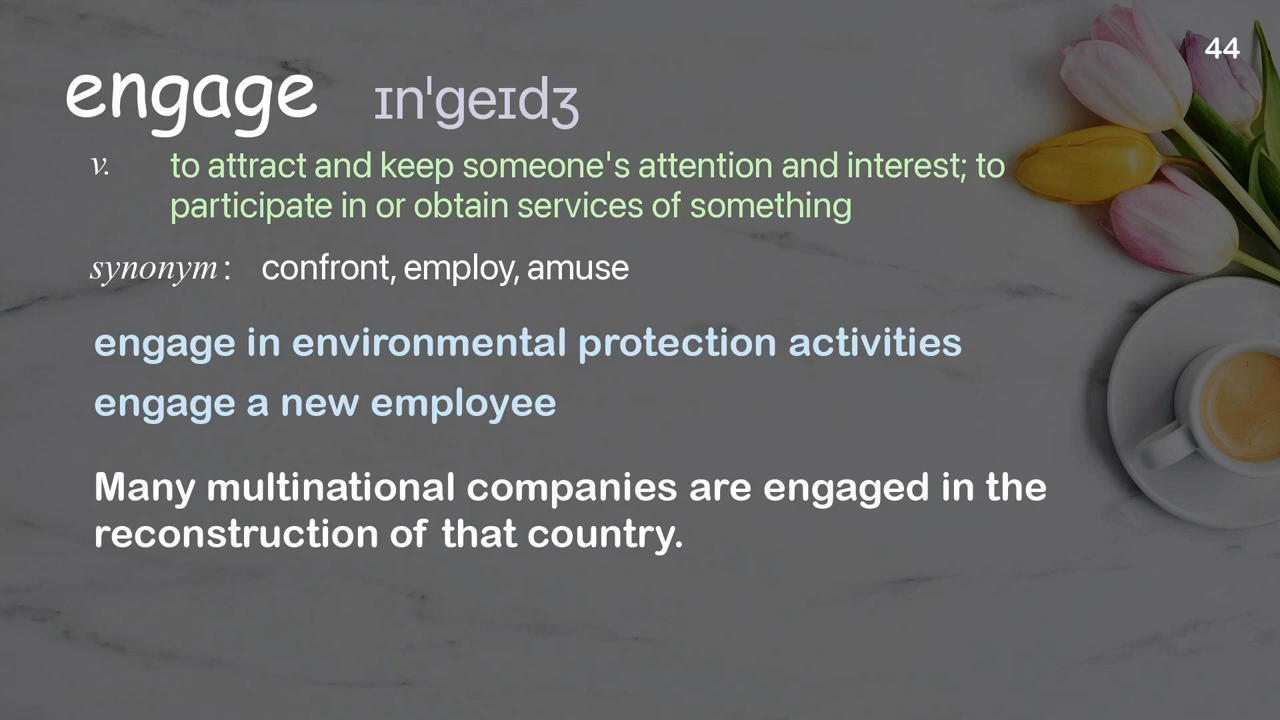 44
engage ɪnˈgeɪdʒ
v. to attract and keep someone's attention and interest; to
participate in or obtain services of something
synonym: confront, employ, amuse
engage in environmental protection activities
engage a new employee
Many multinational companies are engaged in the
reconstruction of that country.